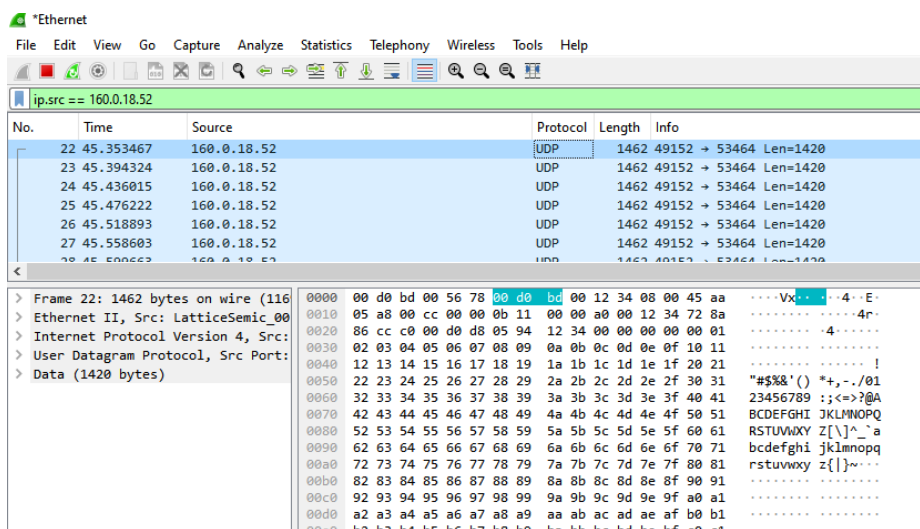 *Ethernet
File Edit View Go Capture Analyze Statistics Telephony Wireless Tools Help
ip.src == 160.0.18.52
No. Time Source Protocol Length Info
22 45.353467 160.0.18.52 UDP 1462 49152 → 53464 Len=1420
23 45.394324 160.0.18.52 UDP 1462 49152 → 53464 Len=1420
24 45.436015 160.0.18.52 UDP 1462 49152 → 53464 Len=1420
25 45.476222 160.0.18.52 UDP 1462 49152 → 53464 Len=1420
26 45.518893 160.0.18.52 UDP 1462 49152 → 53464 Len=1420
27 45.558603 160.0.18.52 UDP 1462 49152 → 53464 Len=1420
28 45.599663 160.0.18.52 UDP 1462 49152 → 53464 Len=1420
> Frame 22: 1462 bytes on wire (116
> Ethernet II, Src: LatticeSemic_00
> Internet Protocol Version 4, Src:
> User Datagram Protocol, Src Port:
> Data (1420 bytes)
0000 00 d0 bd 00 56 78 00 d0 bd 00 12 34 08 00 45 aa ····Vx·· ···4··E·
0010 05 a8 00 cc 00 00 0b 11 00 00 a0 00 12 34 72 8a ········ ·····4r·
0020 86 cc c0 00 d0 d8 05 94 12 34 00 00 00 00 00 01 ········ ·4······
0030 02 03 04 05 06 07 08 09 0a 0b 0c 0d 0e 0f 10 11 ········ ········
0040 12 13 14 15 16 17 18 19 1a 1b 1c 1d 1e 1f 20 21 ········ ······ !
0050 22 23 24 25 26 27 28 29 2a 2b 2c 2d 2e 2f 30 31 "#$%&'() *+,-./01
0060 32 33 34 35 36 37 38 39 3a 3b 3c 3d 3e 3f 40 41 23456789 :;<=>?@A
0070 42 43 44 45 46 47 48 49 4a 4b 4c 4d 4e 4f 50 51 BCDEFGHI JKLMNOPQ
0080 52 53 54 55 56 57 58 59 5a 5b 5c 5d 5e 5f 60 61 RSTUVWXY Z[\]^_`a
0090 62 63 64 65 66 67 68 69 6a 6b 6c 6d 6e 6f 70 71 bcdefghi jklmnopq
00a0 72 73 74 75 76 77 78 79 7a 7b 7c 7d 7e 7f 80 81 rstuvwxy z{|}~···
00b0 82 83 84 85 86 87 88 89 8a 8b 8c 8d 8e 8f 90 91 ········ ········
00c0 92 93 94 95 96 97 98 99 9a 9b 9c 9d 9e 9f a0 a1 ········ ········
00d0 a2 a3 a4 a5 a6 a7 a8 a9 aa ab ac ad ae af b0 b1 ········ ········